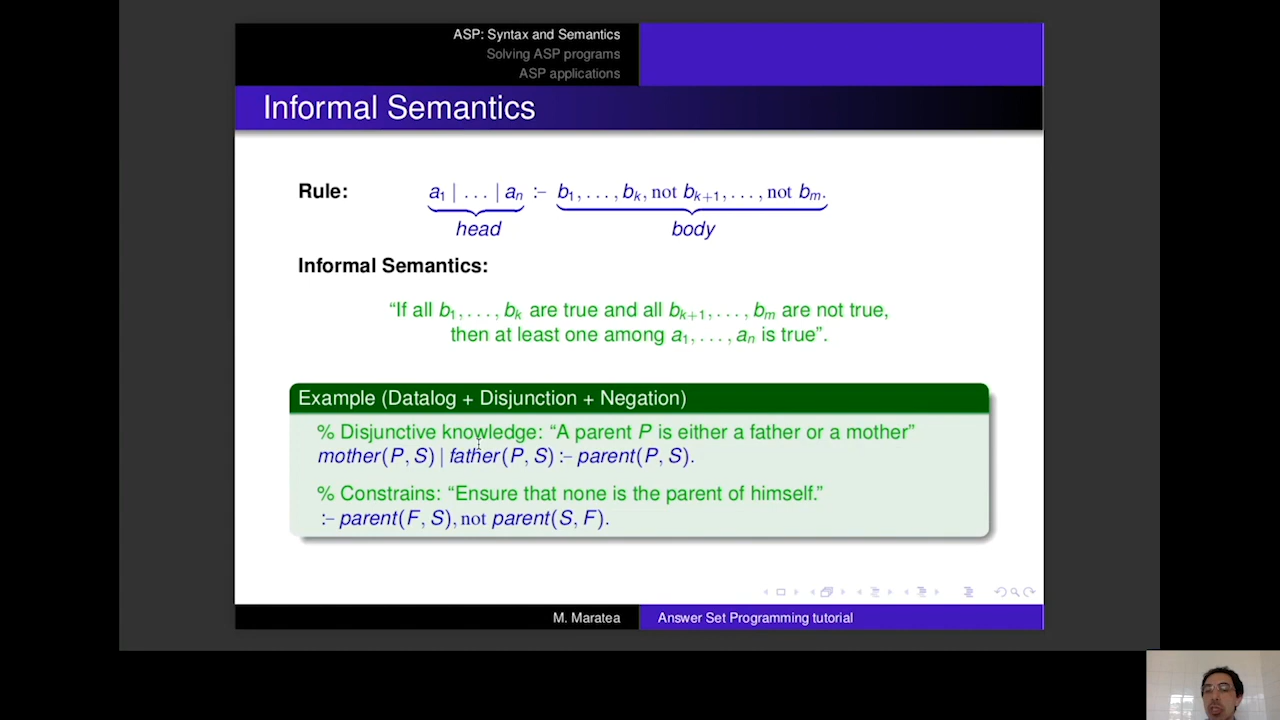 ASP: Syntax and Semantics
Solving ASP programs
ASP applications
Informal Semantics
Rule: a₁ | . . . | aₙ :– b₁, . . . , bₖ, not bₖ₊₁, . . . , not bₘ.
head body
Informal Semantics:
“If all b₁, . . . , bₖ are true and all bₖ₊₁, . . . , bₘ are not true,
then at least one among a₁, . . . , aₙ is true”.
Example (Datalog + Disjunction + Negation)
% Disjunctive knowledge: “A parent P is either a father or a mother”
mother(P, S) | father(P, S) :– parent(P, S).
% Constrains: “Ensure that none is the parent of himself.”
:– parent(F, S), not parent(S, F).
M. Maratea Answer Set Programming tutorial